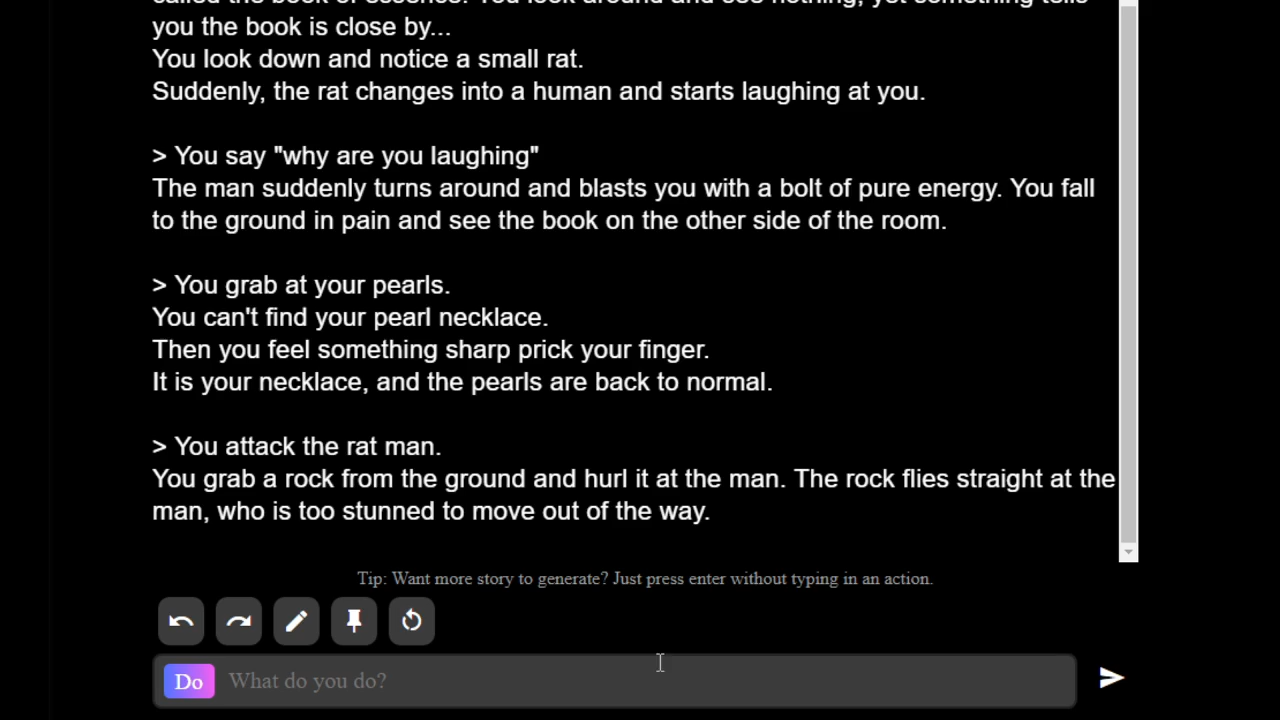 you the book is close by...
You look down and notice a small rat.
Suddenly, the rat changes into a human and starts laughing at you.
> You say "why are you laughing"
The man suddenly turns around and blasts you with a bolt of pure energy. You fall
to the ground in pain and see the book on the other side of the room.
> You grab at your pearls.
You can't find your pearl necklace.
Then you feel something sharp prick your finger.
It is your necklace, and the pearls are back to normal.
> You attack the rat man.
You grab a rock from the ground and hurl it at the man. The rock flies straight at the
man, who is too stunned to move out of the way.
Tip: Want more story to generate? Just press enter without typing in an action.
Do What do you do?